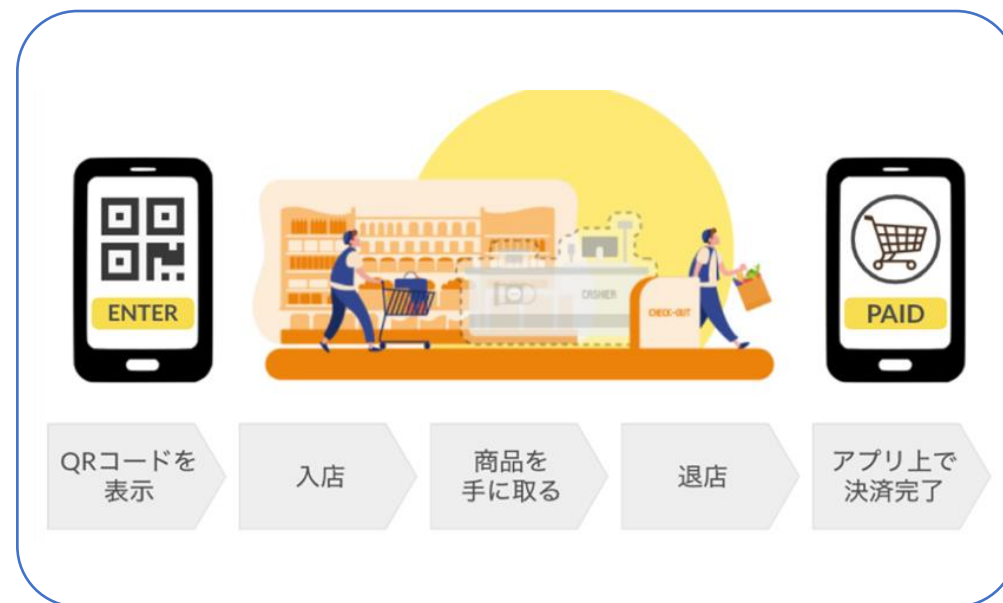 ENTER
CASHIER
CHECK-OUT
PAID
QRコードを
表示
入店
商品を
手に取る
退店
アプリ上で
決済完了